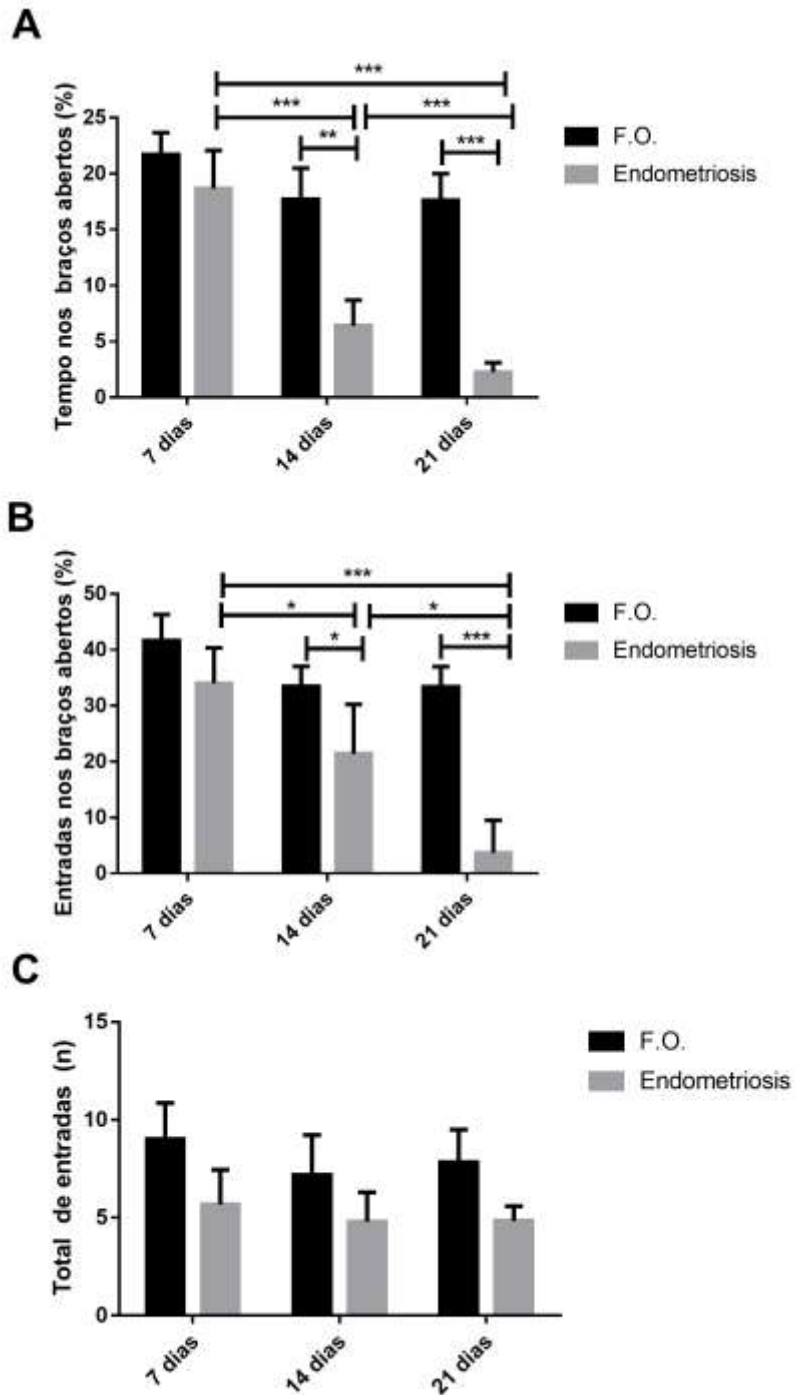 A
Tempo nos braços abertos (%)
25
20
15
10
5
0
***
***
***
**
***
F.O.
Endometriosis
7 dias
14 dias
21 dias
B
Entradas nos braços abertos (%)
50
40
30
20
10
0
***
*
*
*
***
F.O.
Endometriosis
7 dias
14 dias
21 dias
C
Total de entradas (n)
15
10
5
0
F.O.
Endometriosis
7 dias
14 dias
21 dias